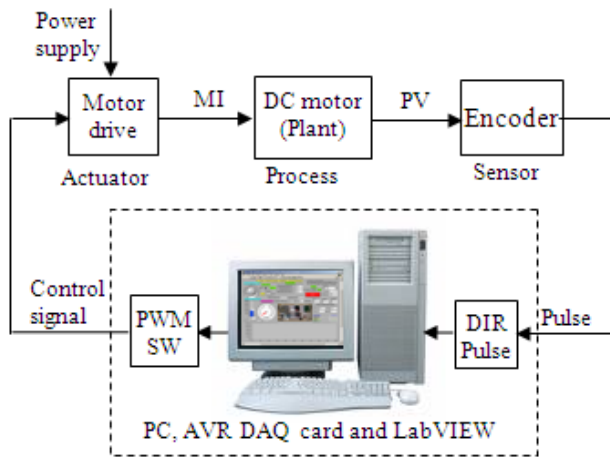 Power
supply
Motor
drive
MI
DC motor
(Plant)
PV
Encoder
Actuator
Process
Sensor
Control
signal
PWM
SW
DIR
Pulse
Pulse
PC, AVR DAQ card and LabVIEW